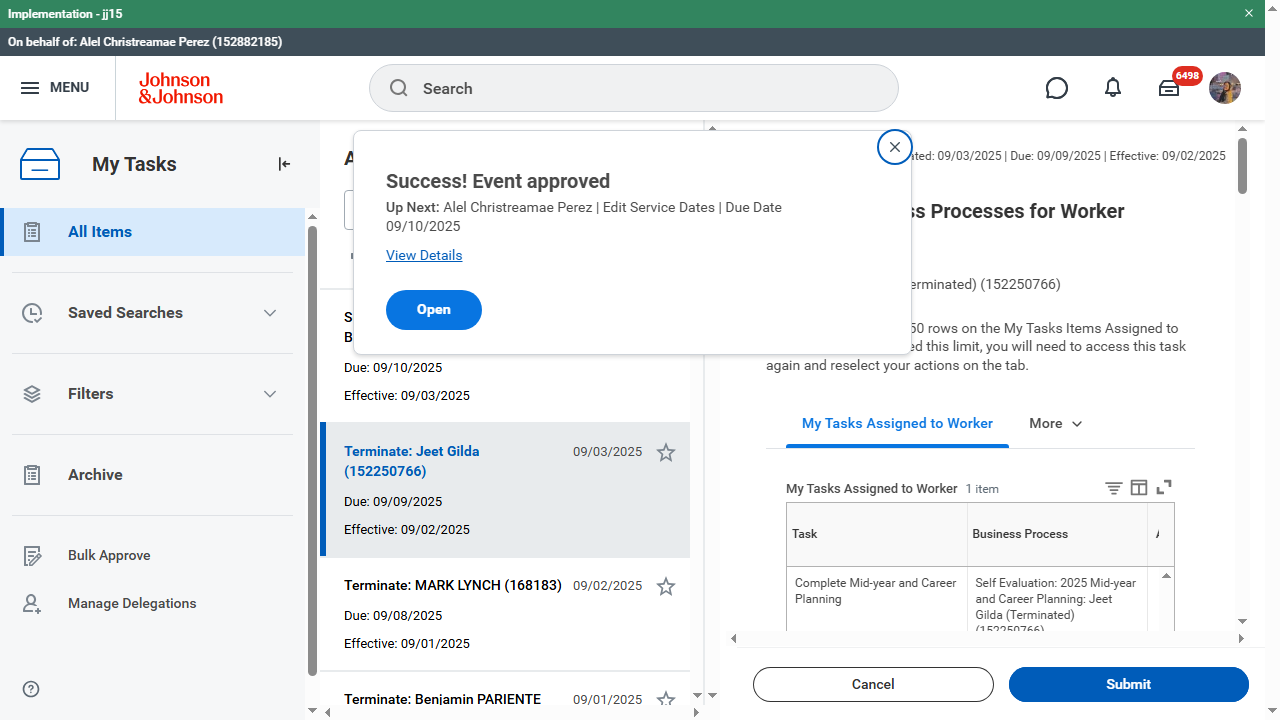 Implementation - jj15
On behalf of: Alel Christreamae Perez (152882185)
MENU
Johnson
&Johnson
Search
6498
My Tasks
All Items
Saved Searches
Filters
Archive
Bulk Approve
Manage Delegations
Success! Event approved
Up Next: Alel Christreamae Perez | Edit Service Dates | Due Date
09/10/2025
View Details
Open
Due: 09/10/2025
Effective: 09/03/2025
Terminate: Jeet Gilda
(152250766)
09/03/2025
Due: 09/09/2025
Effective: 09/02/2025
Terminate: MARK LYNCH (168183)
09/02/2025
Due: 09/08/2025
Effective: 09/01/2025
Terminate: Benjamin PARIENTE
09/01/2025
09/03/2025 | Due: 09/09/2025 | Effective: 09/02/2025
Processes for Worker
(152250766)
50 rows on the My Tasks Items Assigned to
this limit, you will need to access this task
again and reselect your actions on the tab.
My Tasks Assigned to Worker
More
My Tasks Assigned to Worker 1 item
Task
Business Process
Complete Mid-year and Career
Planning
Self Evaluation: 2025 Mid-year
and Career Planning: Jeet
Gilda (Terminated)
(152250766)
Cancel
Submit